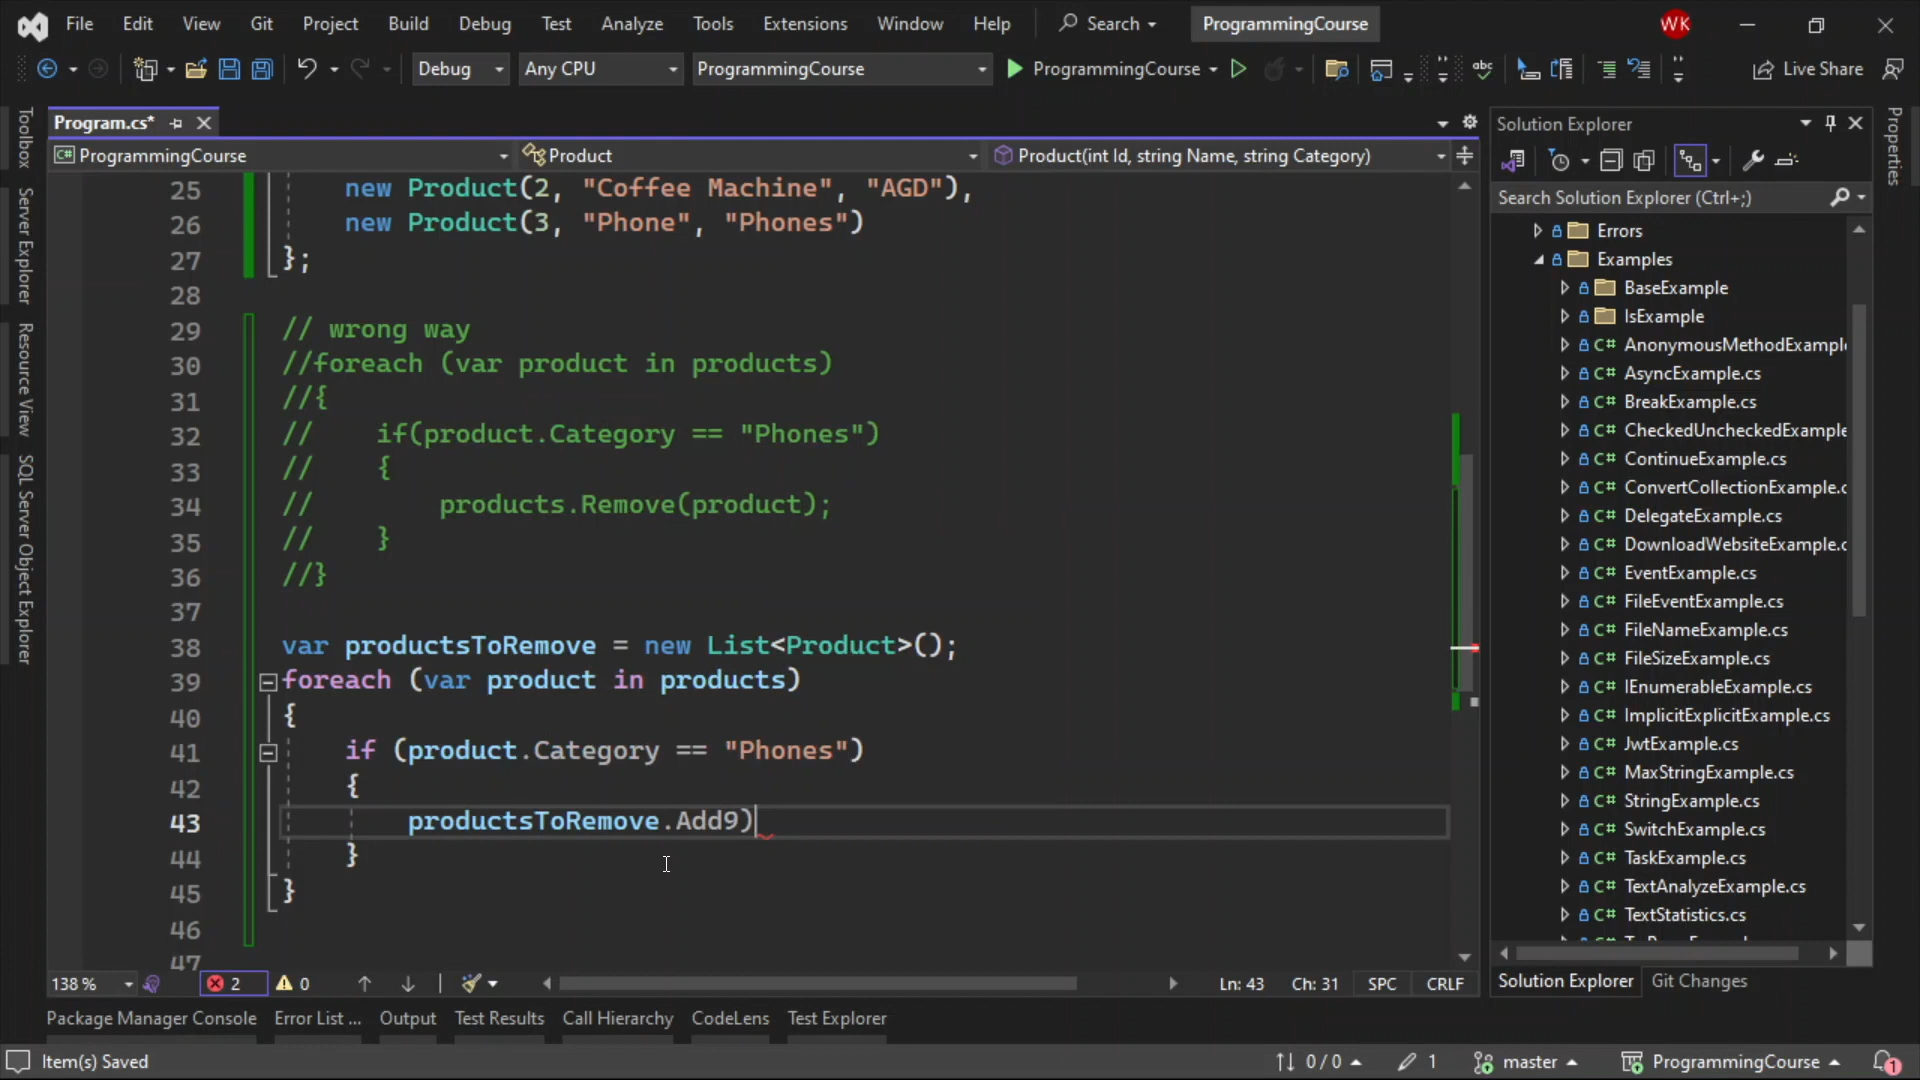 File Edit View Git Project Build Debug Test Analyze Tools Extensions Window Help Search ProgrammingCourse WK
Debug Any CPU ProgrammingCourse ProgrammingCourse Live Share
Program.cs*
ProgrammingCourse Product Product(int Id, string Name, string Category)
25 new Product(2, "Coffee Machine", "AGD"),
26 new Product(3, "Phone", "Phones")
27 };
28
29 // wrong way
30 //foreach (var product in products)
31 //{
32 //    if(product.Category == "Phones")
33 //    {
34 //        products.Remove(product);
35 //    }
36 //}
37
38 var productsToRemove = new List<Product>();
39 foreach (var product in products)
40 {
41     if (product.Category == "Phones")
42     {
43         productsToRemove.Add9)
44     }
45 }
46
47
138 % 2 0 Ln: 43 Ch: 31 SPC CRLF
Package Manager Console Error List ... Output Test Results Call Hierarchy CodeLens Test Explorer
Item(s) Saved 0 / 0 1 master ProgrammingCourse 1
Toolbox
Server Explorer
Resource View
SQL Server Object Explorer
Solution Explorer
Search Solution Explorer (Ctrl+;)
Errors
Examples
BaseExample
IsExample
C# AnonymousMethodExampl
C# AsyncExample.cs
C# BreakExample.cs
C# CheckedUncheckedExample
C# ContinueExample.cs
C# ConvertCollectionExample.c
C# DelegateExample.cs
C# DownloadWebsiteExample.c
C# EventExample.cs
C# FileEventExample.cs
C# FileNameExample.cs
C# FileSizeExample.cs
C# IEnumerableExample.cs
C# ImplicitExplicitExample.cs
C# JwtExample.cs
C# MaxStringExample.cs
C# StringExample.cs
C# SwitchExample.cs
C# TaskExample.cs
C# TextAnalyzeExample.cs
C# TextStatistics.cs
Solution Explorer Git Changes
Properties